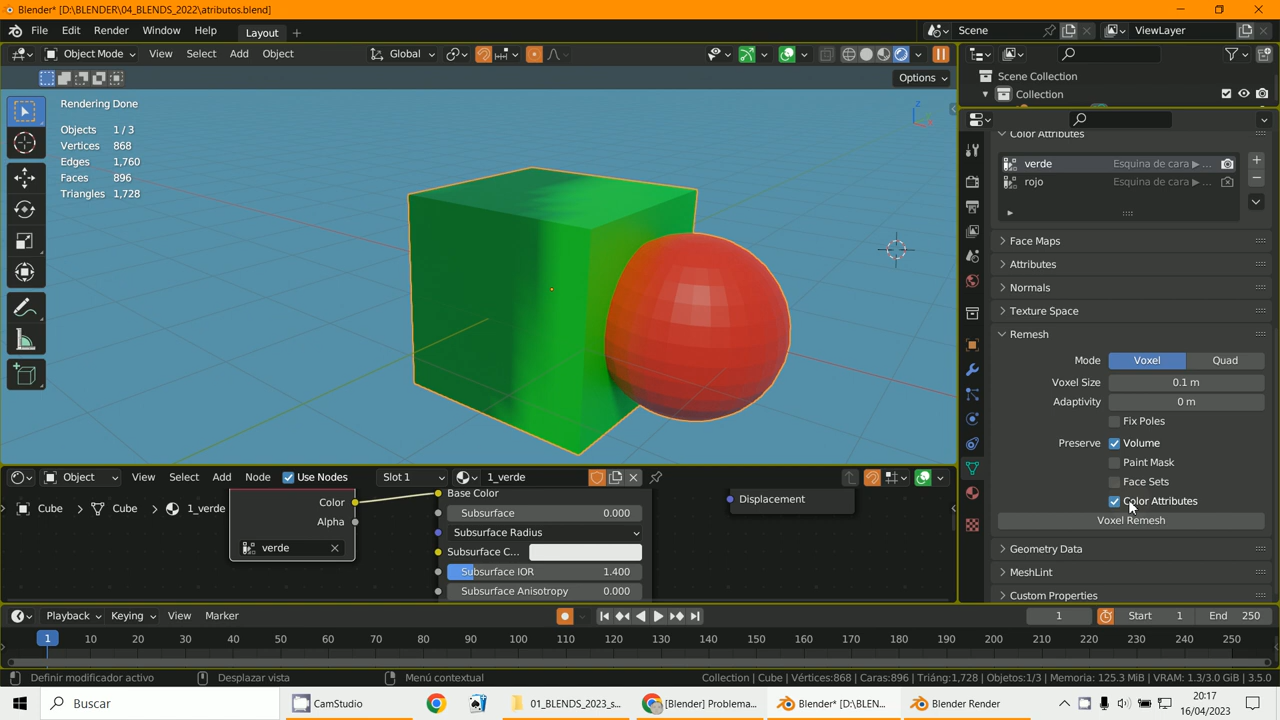 Blender* [D:\BLENDER\04_BLENDS_2022\atributos.blend]
File Edit Render Window Help Layout + Scene ViewLayer
Object Mode View Select Add Object Global
Options
Rendering Done
Objects 1 / 3
Vertices 868
Edges 1,760
Faces 896
Triangles 1,728
Z
Scene Collection
Collection
Color Attributes
verde Esquina de cara ▶ ...
rojo Esquina de cara ▶ ...
Face Maps
Attributes
Normals
Texture Space
Remesh
Mode Voxel Quad
Voxel Size 0.1 m
Adaptivity 0 m
Fix Poles
Preserve Volume
Paint Mask
Face Sets
Color Attributes
Voxel Remesh
Geometry Data
MeshLint
Custom Properties
Object View Select Add Node Use Nodes Slot 1 1_verde
Cube Cube 1_verde
Color
Alpha
verde
Base Color
Subsurface 0.000
Subsurface Radius
Subsurface C...
Subsurface IOR 1.400
Subsurface Anisotropy 0.000
Displacement
Playback Keying View Marker 1 Start 1 End 250
1 10 20 30 40 50 60 70 80 90 100 110 120 130 140 150 160 170 180 190 200 210 220 230 240 250
Definir modificador activo Desplazar vista Menú contextual Collection | Cube | Vértices:868 | Caras:896 | Triáng:1,728 | Objetos:1/3 | Memoria: 125.3 MiB | VRAM: 1.3/3.0 GiB | 3.5.0
Buscar CamStudio 01_BLENDS_2023_s... [Blender] Problema... Blender* [D:\BLEN... Blender Render
20:17
16/04/2023